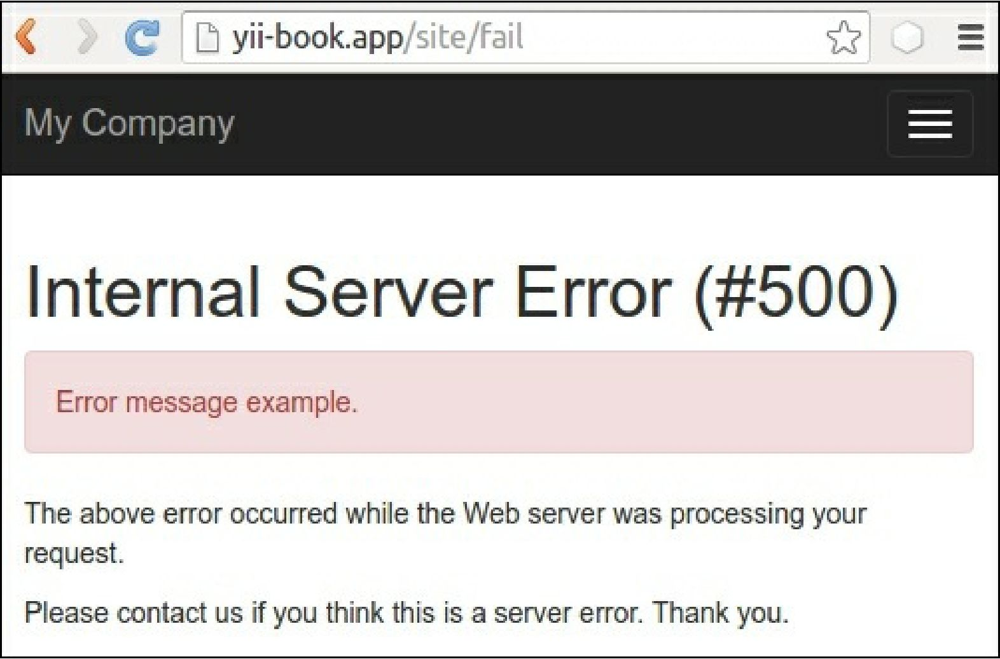 yii-book.app/site/fail
My Company
Internal Server Error (#500)
Error message example.
The above error occurred while the Web server was processing your
request.
Please contact us if you think this is a server error. Thank you.